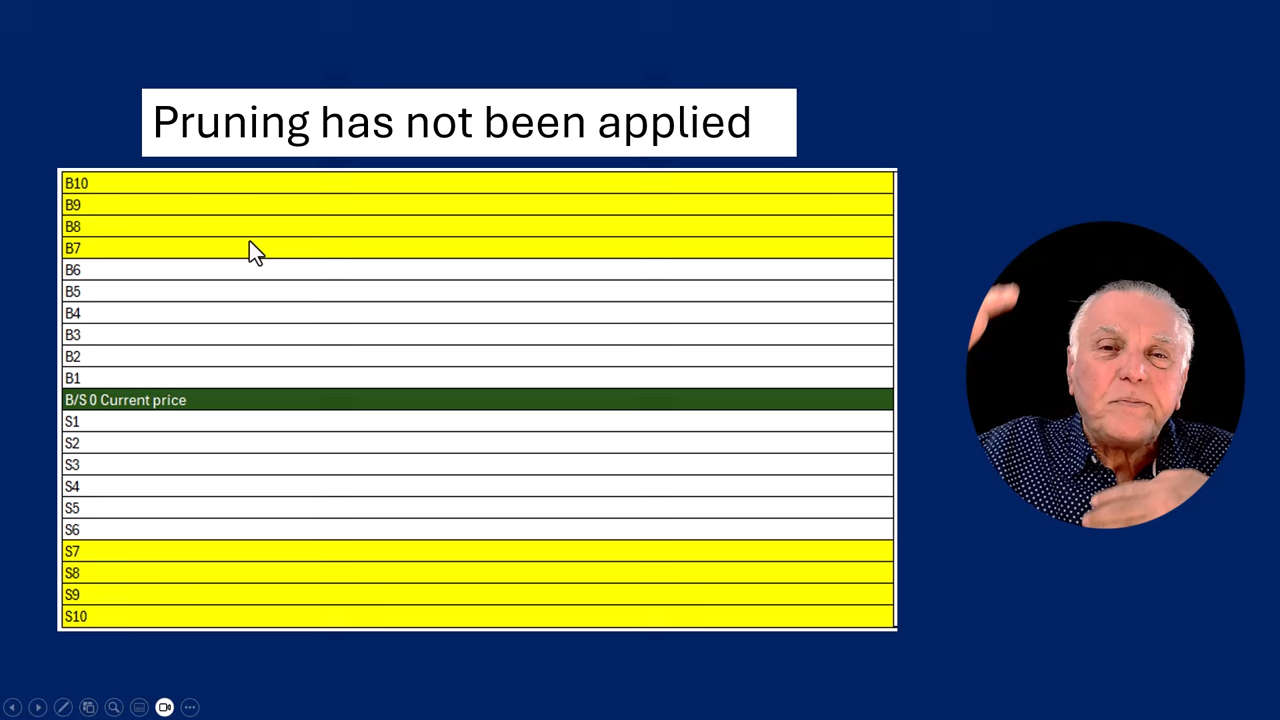 Pruning has not been applied
B10
B9
B8
B7
B6
B5
B4
B3
B2
B1
B/S 0 Current price
S1
S2
S3
S4
S5
S6
S7
S8
S9
S10